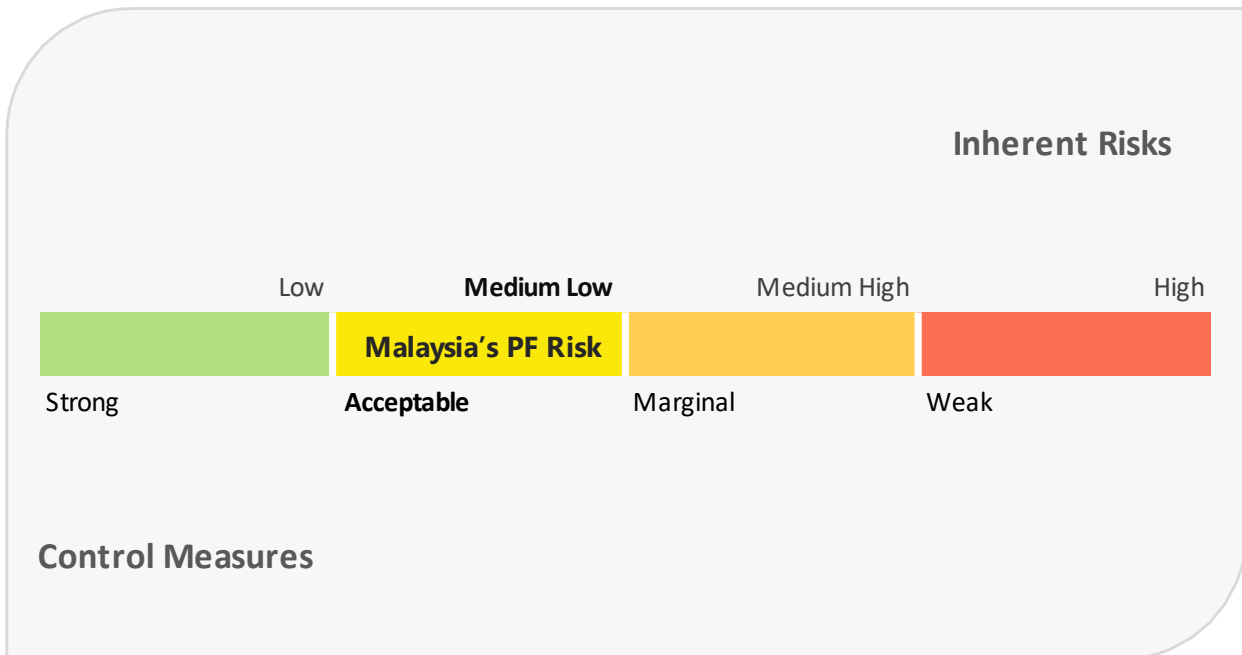 Inherent Risks
Low Medium Low Medium High High
Malaysia’s PF Risk
Strong Acceptable Marginal Weak
Control Measures